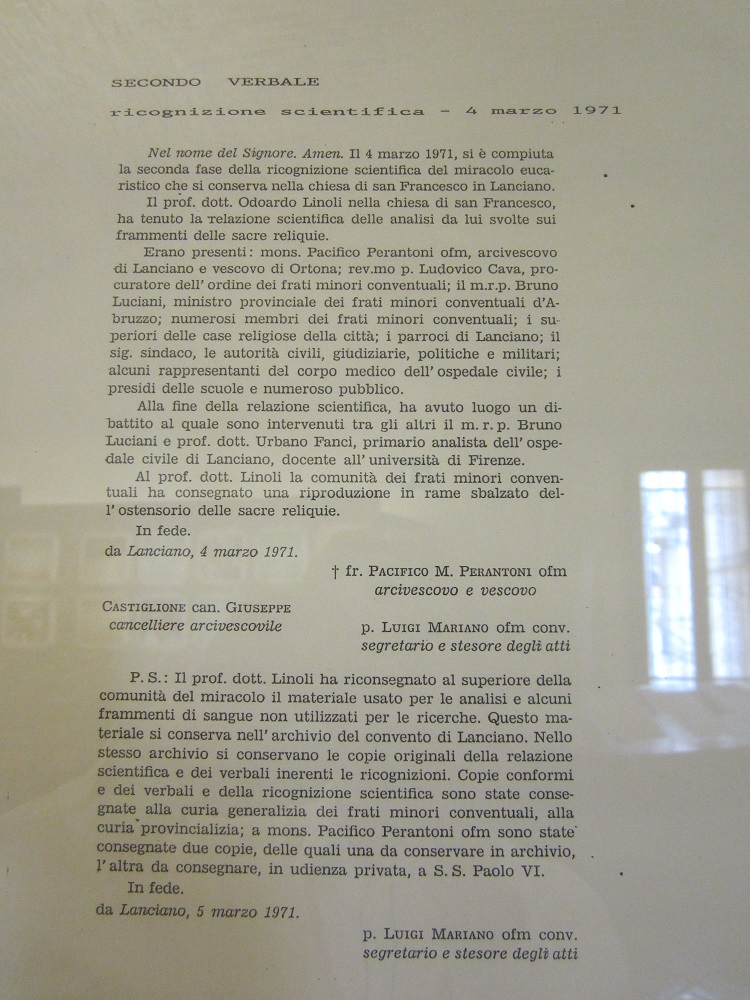 SECONDO VERBALE
ricognizione scientifica - 4 marzo 1971
Nel nome del Signore. Amen. Il 4 marzo 1971, si è compiuta
la seconda fase della ricognizione scientifica del miracolo euca-
ristico che si conserva nella chiesa di san Francesco in Lanciano.
Il prof. dott. Odoardo Linoli nella chiesa di san Francesco,
ha tenuto la relazione scientifica delle analisi da lui svolte sui
frammenti delle sacre reliquie.
Erano presenti: mons. Pacifico Perantoni ofm, arcivescovo
di Lanciano e vescovo di Ortona; rev.mo p. Ludovico Cava, pro-
curatore dell' ordine dei frati minori conventuali; il m.r.p. Bruno
Luciani, ministro provinciale dei frati minori conventuali d'A-
bruzzo; numerosi membri dei frati minori conventuali; i su-
periori delle case religiose della città; i parroci di Lanciano; il
sig. sindaco, le autorità civili, giudiziarie, politiche e militari;
alcuni rappresentanti del corpo medico dell' ospedale civile; i
presidi delle scuole e numeroso pubblico.
Alla fine della relazione scientifica, ha avuto luogo un di-
battito al quale sono intervenuti tra gli altri il m. r. p. Bruno
Luciani e prof. dott. Urbano Fanci, primario analista dell' ospe-
dale civile di Lanciano, docente all' università di Firenze.
Al prof. dott. Linoli la comunità dei frati minori conven-
tuali ha consegnato una riproduzione in rame sbalzato del-
l' ostensorio delle sacre reliquie.
In fede.
da Lanciano, 4 marzo 1971.
† fr. PACIFICO M. PERANTONI ofm
arcivescovo e vescovo
CASTIGLIONE can. GIUSEPPE
cancelliere arcivescovile
p. LUIGI MARIANO ofm conv.
segretario e stesore degli atti
P. S.: Il prof. dott. Linoli ha riconsegnato al superiore della
comunità del miracolo il materiale usato per le analisi e alcuni
frammenti di sangue non utilizzati per le ricerche. Questo ma-
teriale si conserva nell' archivio del convento di Lanciano. Nello
stesso archivio si conservano le copie originali della relazione
scientifica e dei verbali inerenti le ricognizioni. Copie conformi
e dei verbali e della ricognizione scientifica sono state conse-
gnate alla curia generalizia dei frati minori conventuali, alla
curia provincializia; a mons. Pacifico Perantoni ofm sono state
consegnate due copie, delle quali una da conservare in archivio,
l' altra da consegnare, in udienza privata, a S. S. Paolo VI.
In fede.
da Lanciano, 5 marzo 1971.
p. LUIGI MARIANO ofm conv.
segretario e stesore degli atti